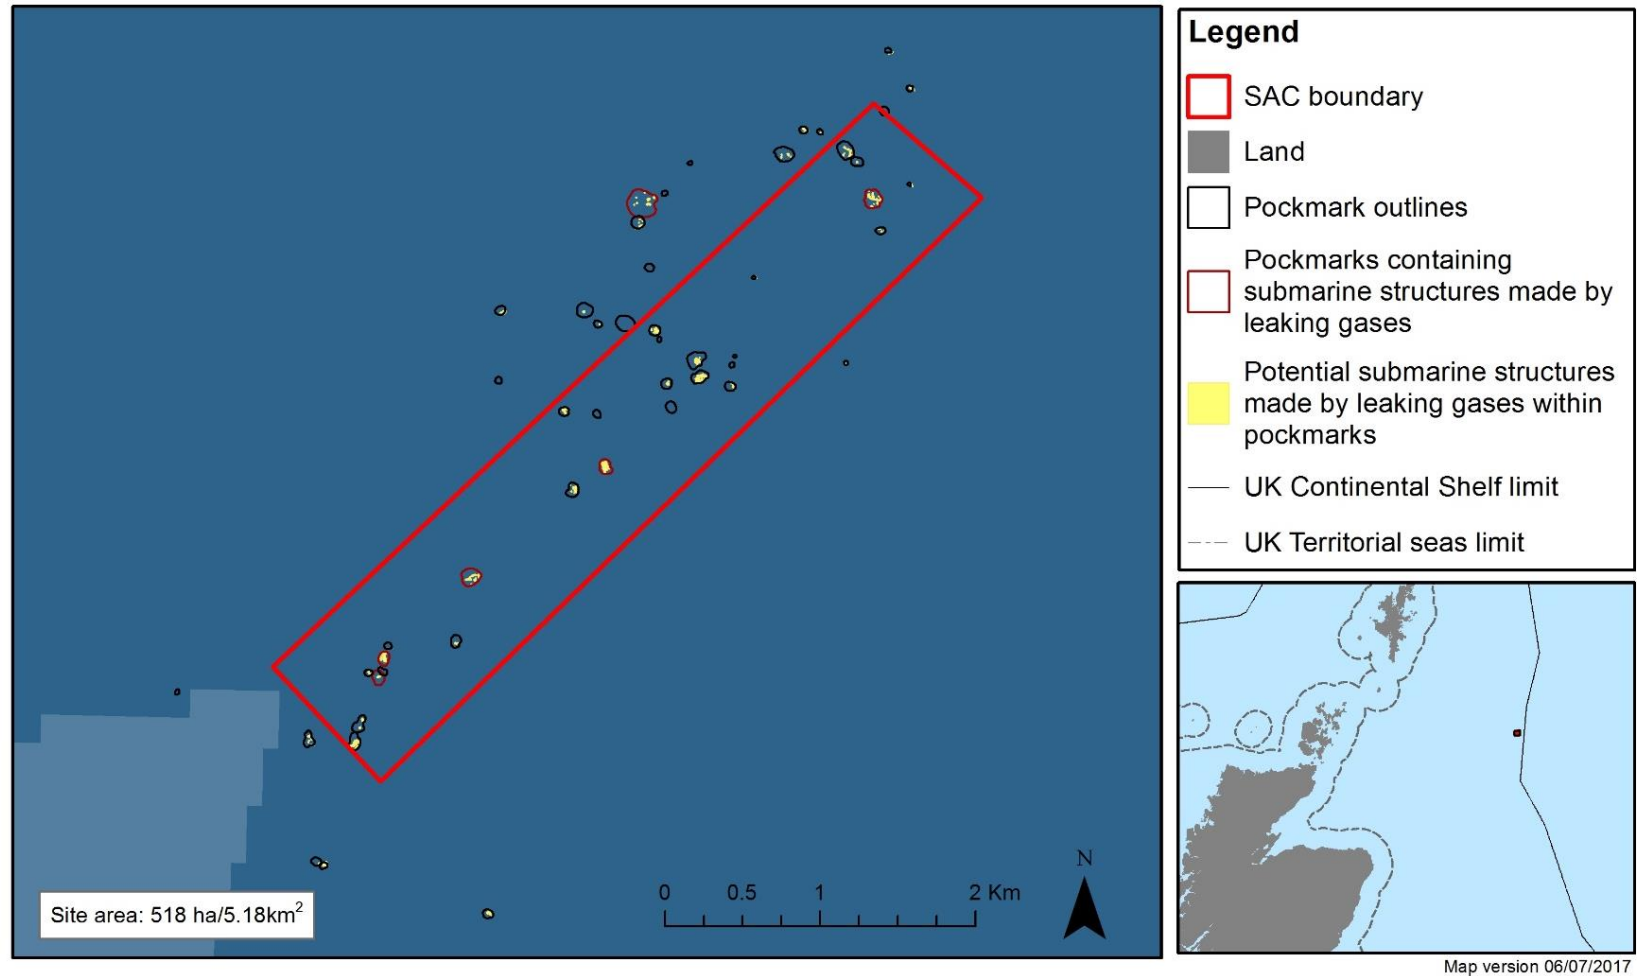 Legend
SAC boundary
Land
Pockmark outlines
Pockmarks containing
submarine structures made by
leaking gases
Potential submarine structures
made by leaking gases within
pockmarks
UK Continental Shelf limit
UK Territorial seas limit
N
0 0.5 1 2 Km
Site area: 518 ha/5.18km²
Map version 06/07/2017